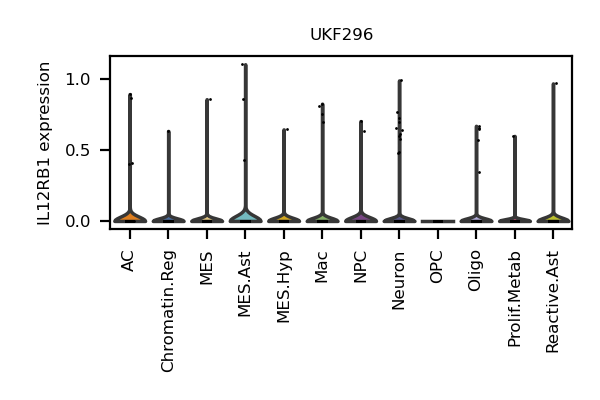 UKF296
IL12RB1 expression
1.0
0.5
0.0
AC
Chromatin.Reg
MES
MES.Ast
MES.Hyp
Mac
NPC
Neuron
OPC
Oligo
Prolif.Metab
Reactive.Ast